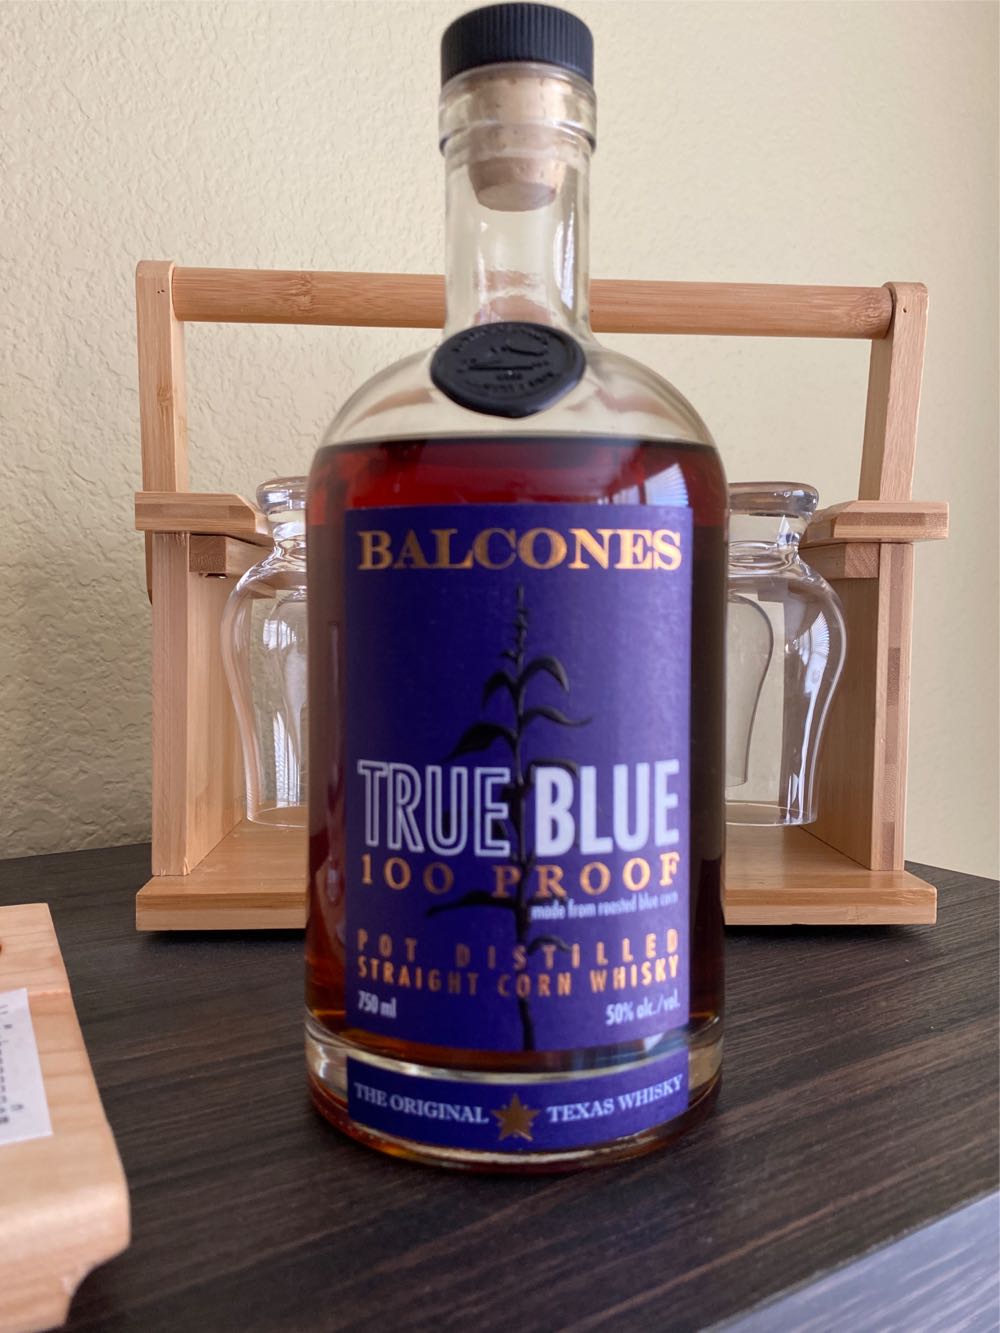 BALCONES
TRUE BLUE
100 PROOF
made from roasted blue corn
POT DISTILLED
STRAIGHT CORN WHISKY
750 ml 50% alc./vol.
THE ORIGINAL TEXAS WHISKY